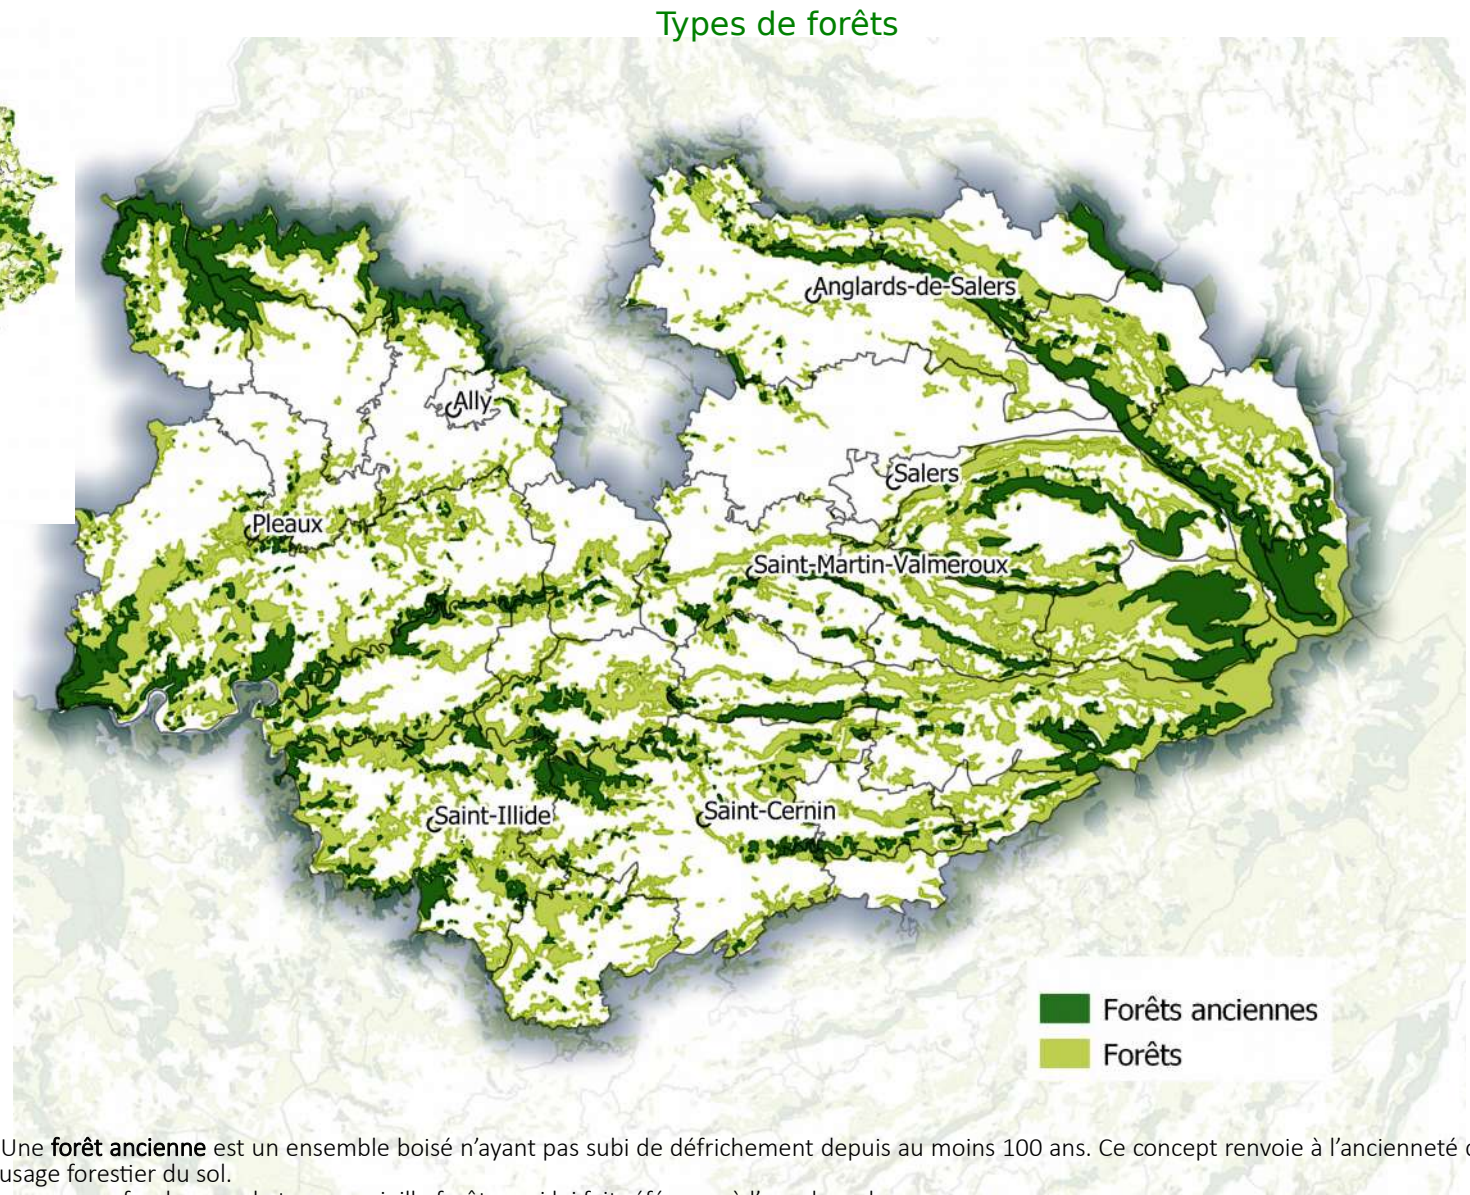 Types de forêts
Anglards-de-Salers
Ally
Salers
Pleaux
Saint-Martin-Valmeroux
Saint-Illide
Saint-Cernin
Forêts anciennes
Forêts
Une forêt ancienne est un ensemble boisé n’ayant pas subi de défrichement depuis au moins 100 ans. Ce concept renvoie à l’ancienneté
usage forestier du sol.